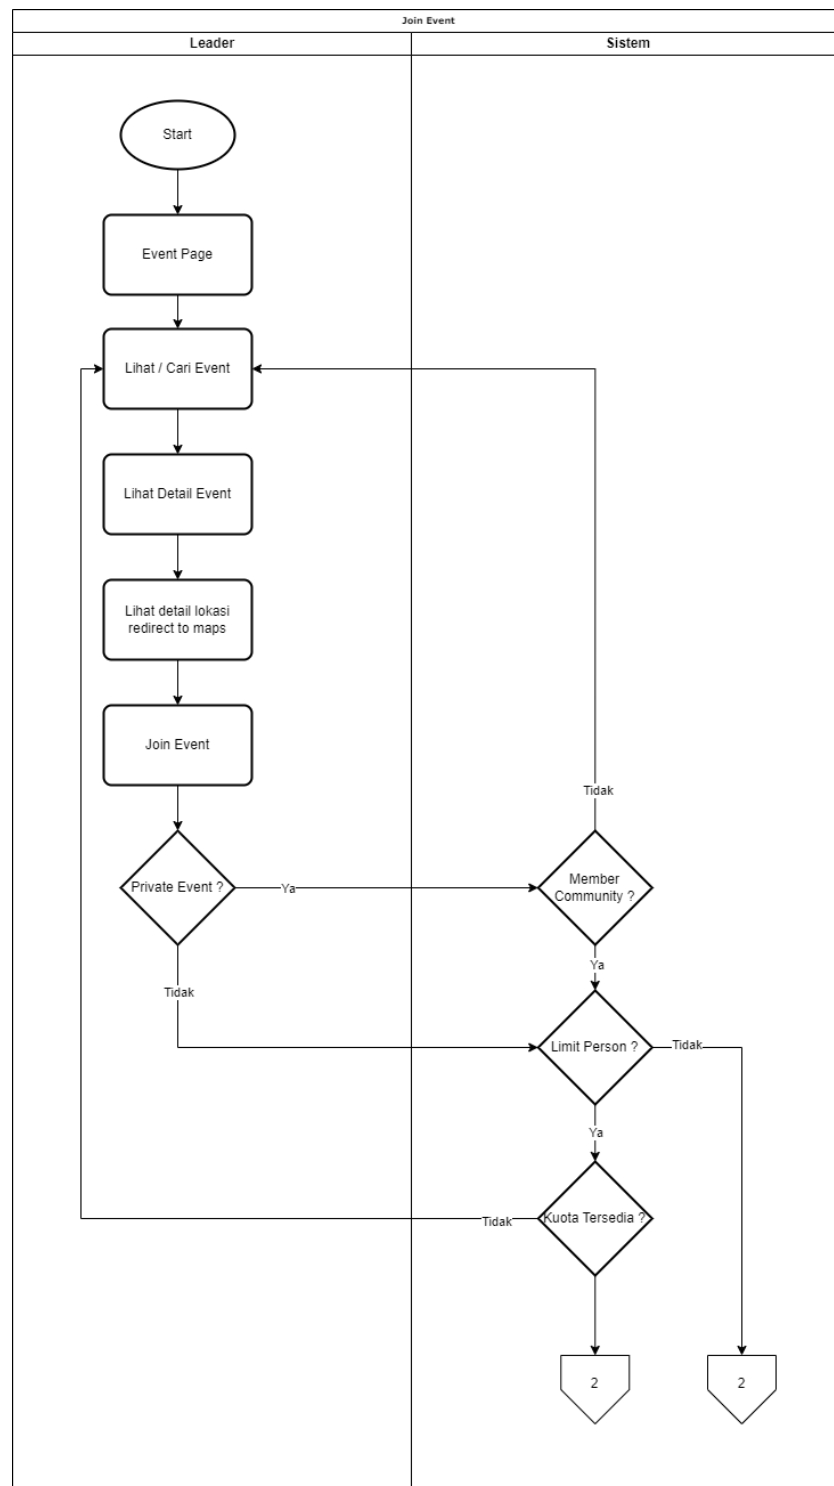 Join Event
Leader
Sistem
Start
Event Page
Lihat / Cari Event
Lihat Detail Event
Lihat detail lokasi
redirect to maps
Join Event
Tidak
Private Event ?
Ya
Member
Community ?
Ya
Tidak
Limit Person ?
Tidak
Ya
Tidak
Kuota Tersedia ?
2
2